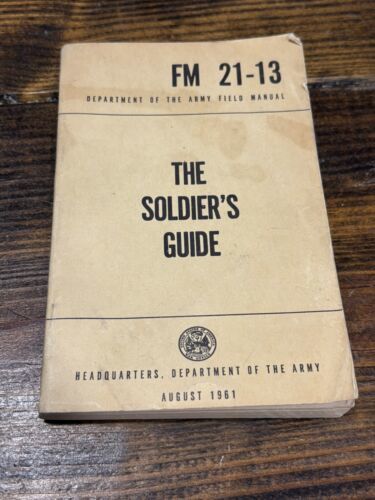 FM 21-13
DEPARTMENT OF THE ARMY FIELD MANUAL
THE
SOLDIER'S
GUIDE
HEADQUARTERS, DEPARTMENT OF THE ARMY
AUGUST 1961